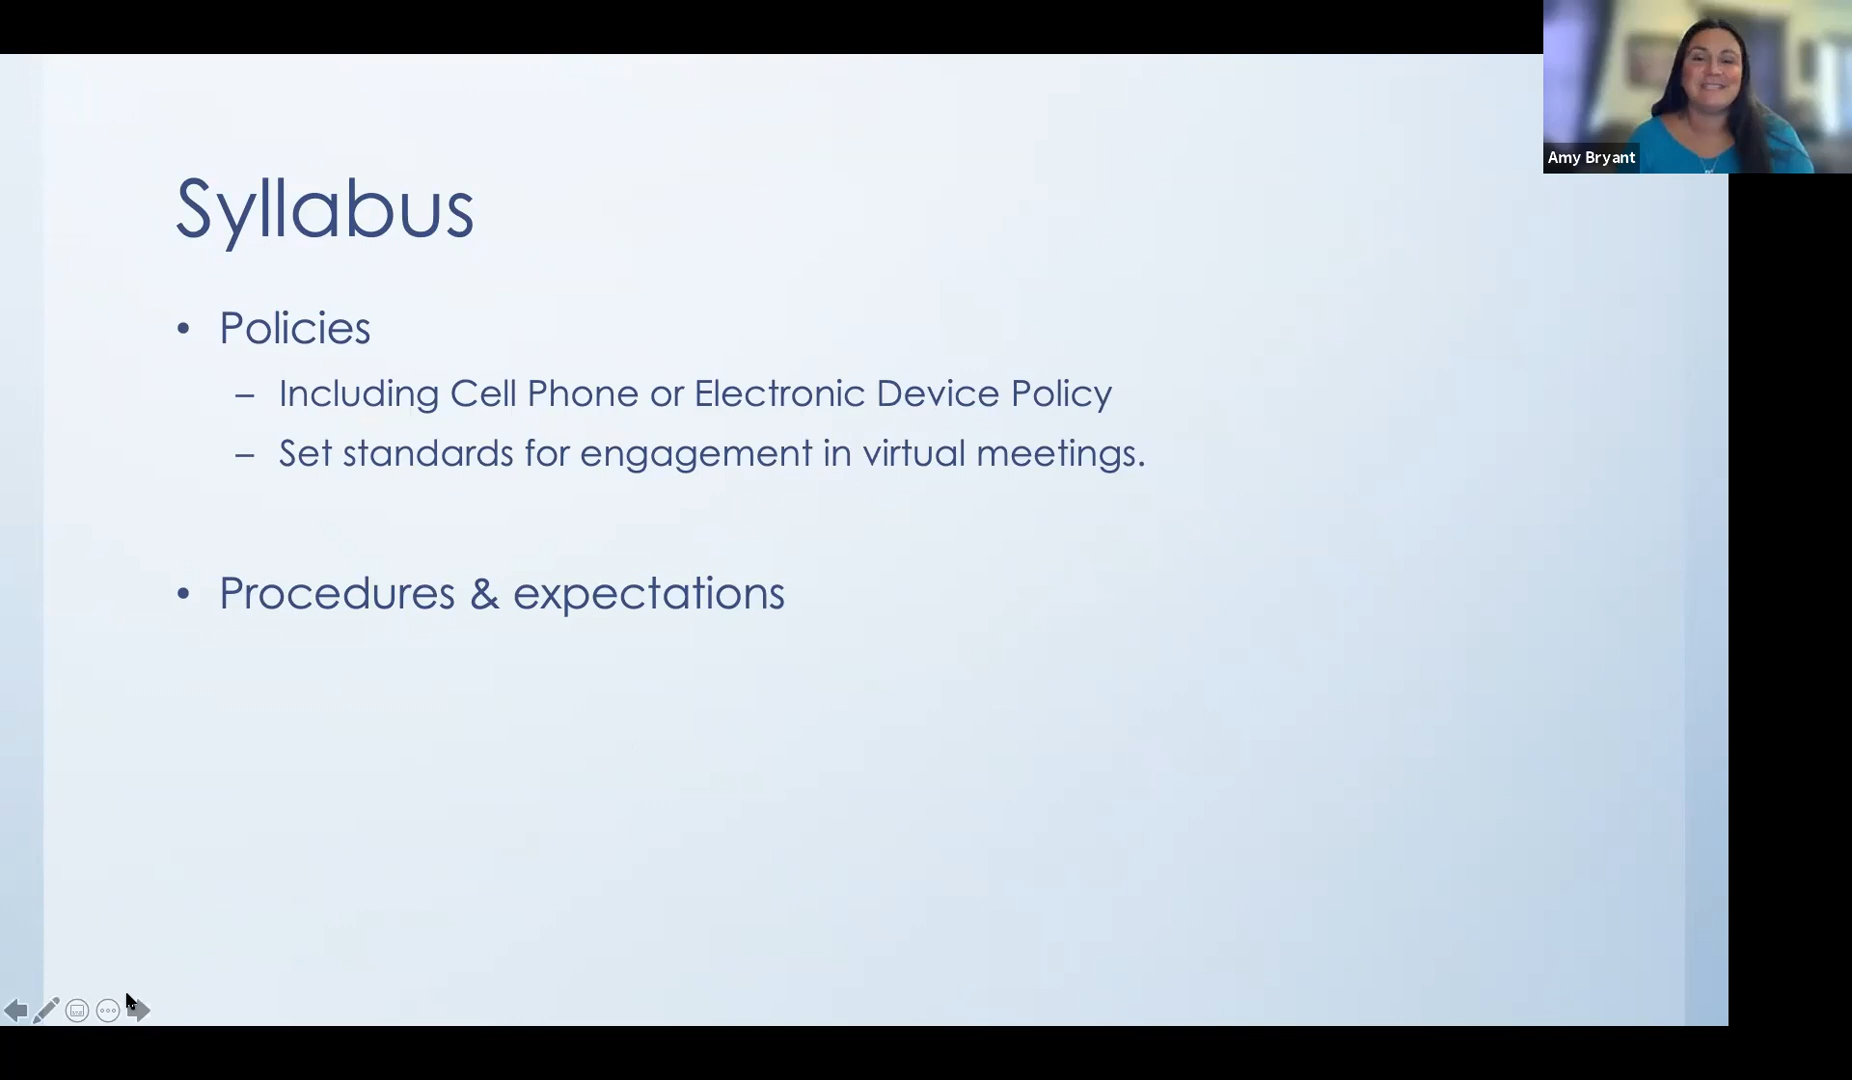 Amy Bryant
Syllabus
• Policies
– Including Cell Phone or Electronic Device Policy
– Set standards for engagement in virtual meetings.
• Procedures & expectations